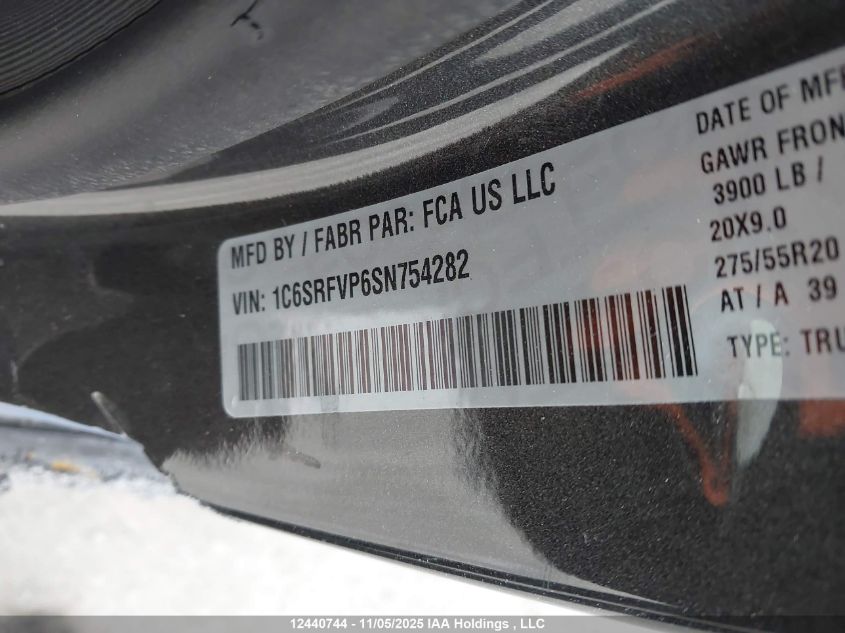 MFD BY / FABR PAR: FCA US LLC
VIN: 1C6SRFVP6SN754282
DATE OF MFR
GAWR FRON
3900 LB /
20X9.0
275/55R20
AT / A 39
TYPE: TRU
12440744 - 11/05/2025 IAA Holdings , LLC